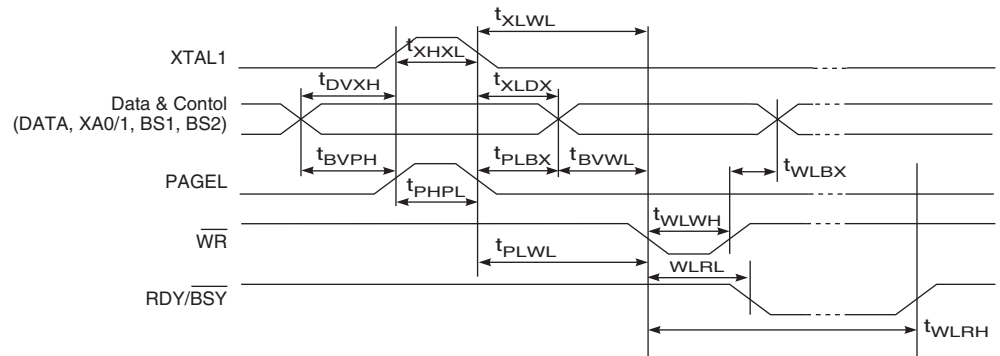 tXLWL
XTAL1
tXHXL
tDVXH
tXLDX
Data & Contol
(DATA, XA0/1, BS1, BS2)
tBVPH
tPLBX
tBVWL
tWLBX
PAGEL
tPHPL
tWLWH
WR
tPLWL
WLRL
RDY/BSY
tWLRH